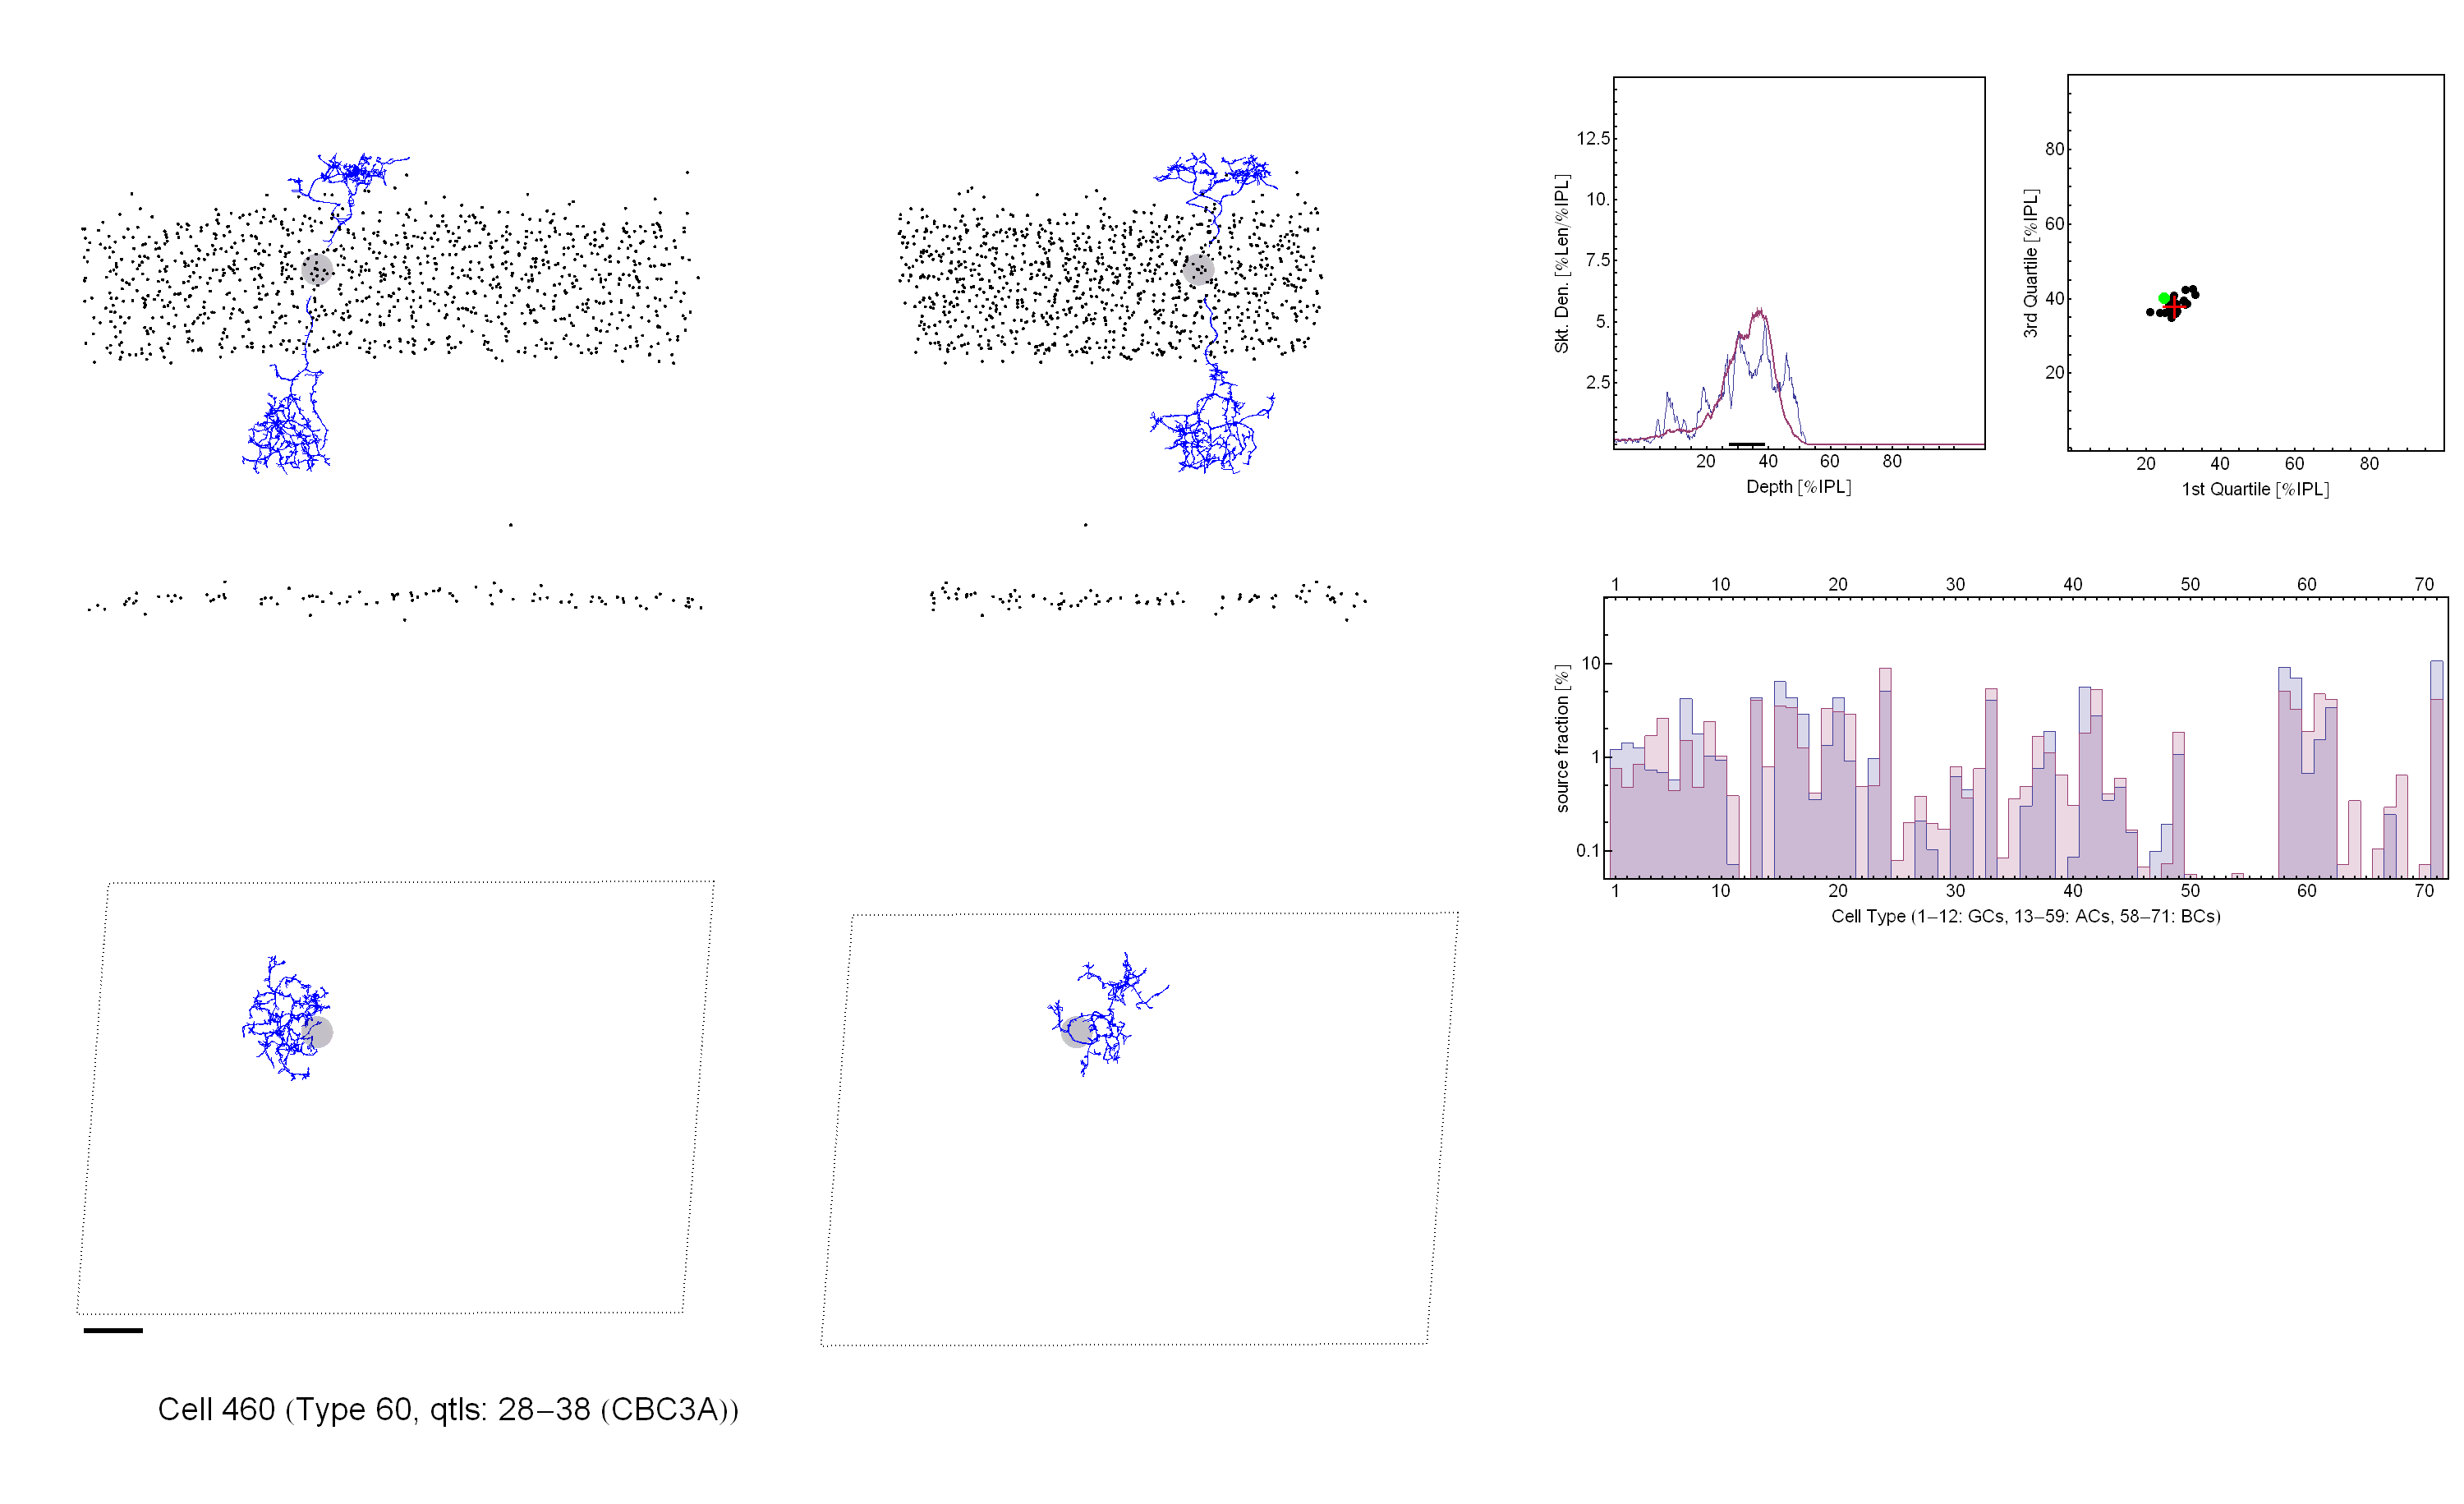 12.5
10.
7.5
5.
2.5
Skt. Den. [%Len/%IPL]
20 40 60 80
Depth [%IPL]
80
60
40
20
3rd Quartile [%IPL]
20 40 60 80
1st Quartile [%IPL]
1 10 20 30 40 50 60 70
10
1
0.1
source fraction [%]
1 10 20 30 40 50 60 70
Cell Type (1–12: GCs, 13–59: ACs, 58–71: BCs)
Cell 460 (Type 60, qtls: 28–38 (CBC3A))